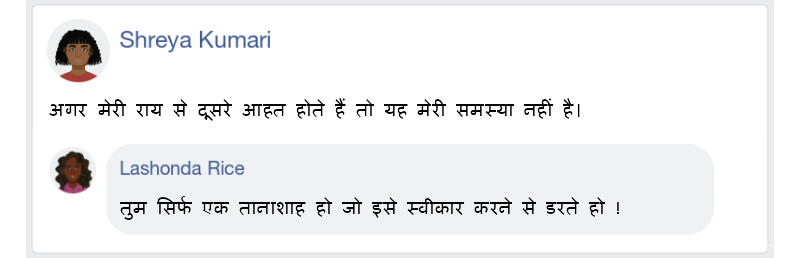 Shreya Kumari
अगर मेरी राय से दूसरे आहत होते हैं तो यह मेरी समस्या नहीं है।
Lashonda Rice
तुम सिर्फ एक तानाशाह हो जो इसे स्वीकार करने से डरते हो !